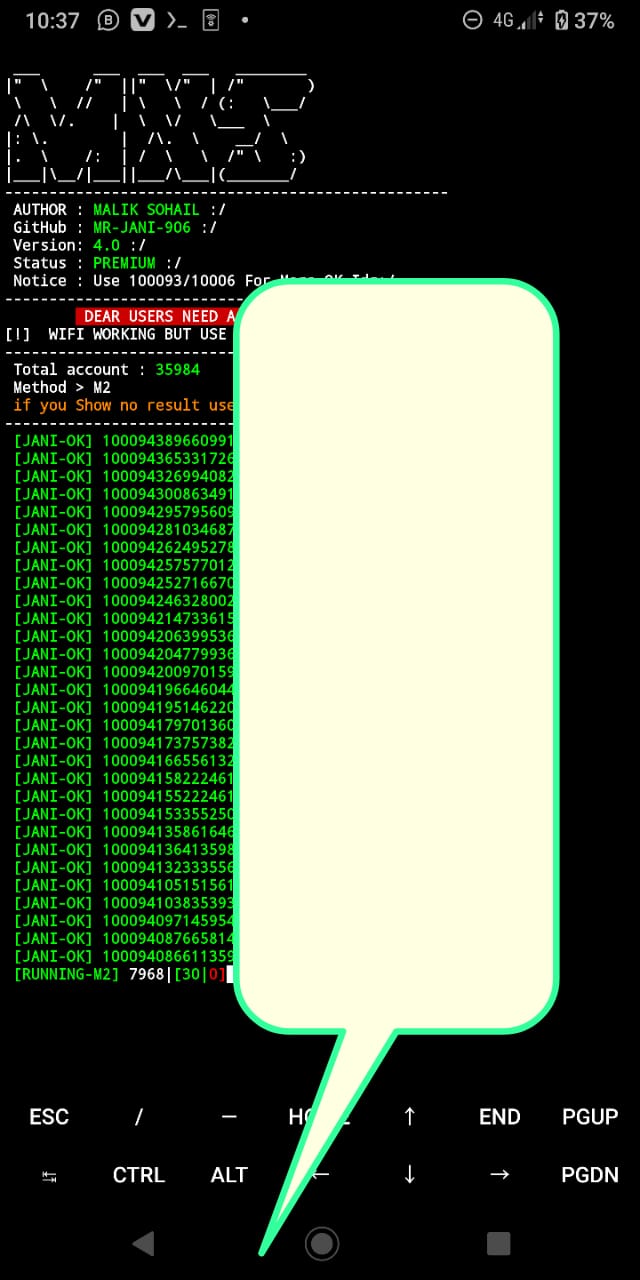 10:37 4G 37%
AUTHOR : MALIK SOHAIL :/
GitHub : MR-JANI-906 :/
Version: 4.0 :/
Status : PREMIUM :/
Notice : Use 100093/10006 For More OK Ids:/
DEAR USERS NEED A
[!] WIFI WORKING BUT USE
Total account : 35984
Method > M2
if you Show no result use
[JANI-OK] 100094389660991
[JANI-OK] 100094365331726
[JANI-OK] 100094326994082
[JANI-OK] 100094300863491
[JANI-OK] 100094295795609
[JANI-OK] 100094281034687
[JANI-OK] 100094262495278
[JANI-OK] 100094257577012
[JANI-OK] 100094252716670
[JANI-OK] 100094246328002
[JANI-OK] 100094214733615
[JANI-OK] 100094206399536
[JANI-OK] 100094204779936
[JANI-OK] 100094200970159
[JANI-OK] 100094196646044
[JANI-OK] 100094195146220
[JANI-OK] 100094179701360
[JANI-OK] 100094173757382
[JANI-OK] 100094166556132
[JANI-OK] 100094158222461
[JANI-OK] 100094155222461
[JANI-OK] 100094153355250
[JANI-OK] 100094135861646
[JANI-OK] 100094136413598
[JANI-OK] 100094132333556
[JANI-OK] 100094105151561
[JANI-OK] 100094103835393
[JANI-OK] 100094097145954
[JANI-OK] 100094087665814
[JANI-OK] 100094086611359
[RUNNING-M2] 7968|[30|0]
ESC / — HOME ↑ END PGUP
↹ CTRL ALT ← ↓ → PGDN